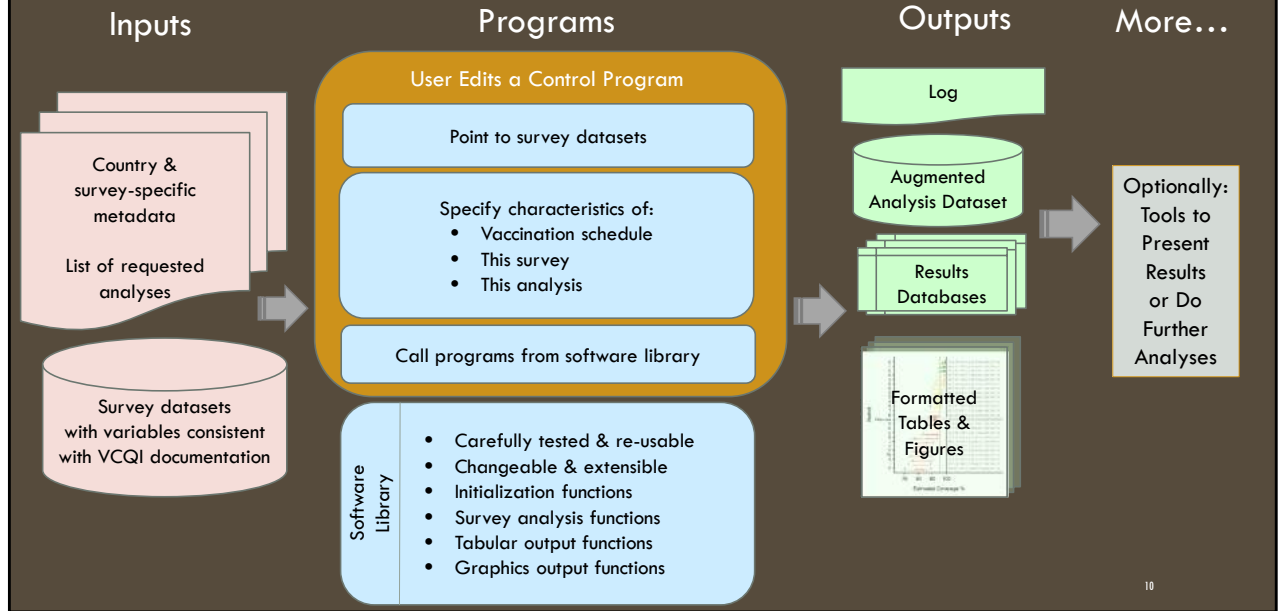 Inputs
Programs
Outputs
More...
Country &
survey-specific
metadata
List of requested
analyses
Survey datasets
with variables consistent
with VCQI documentation
User Edits a Control Program
Point to survey datasets
Specify characteristics of:
• Vaccination schedule
• This survey
• This analysis
Call programs from software library
Software
Library
• Carefully tested & re-usable
• Changeable & extensible
• Initialization functions
• Survey analysis functions
• Tabular output functions
• Graphics output functions
Log
Augmented
Analysis Dataset
Results
Databases
Formatted
Tables &
Figures
Estimated Coverage %
Optionally:
Tools to
Present
Results
or Do
Further
Analyses
10